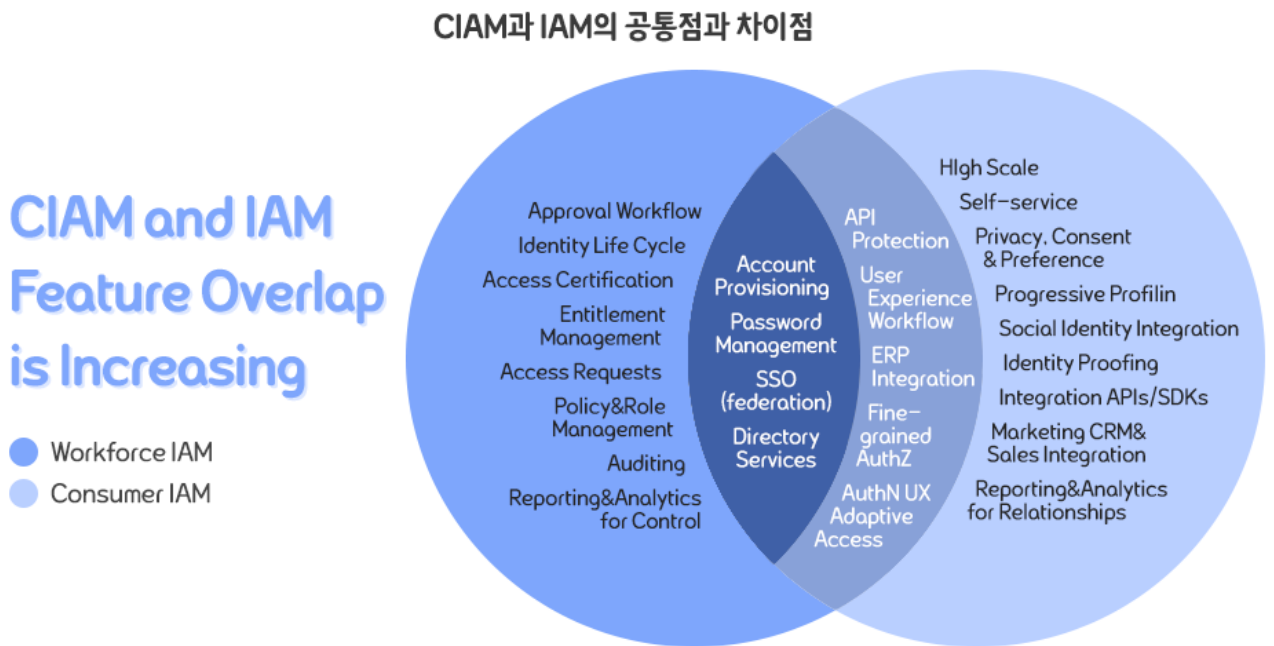 CIAM과 IAM의 공통점과 차이점
CIAM and IAM
Feature Overlap
is Increasing
Workforce IAM
Consumer IAM
Approval Workflow
Identity Life Cycle
Access Certification
Entitlement
Management
Access Requests
Policy&Role
Management
Auditing
Reporting&Analytics
for Control
Account
Provisioning
Password
Management
SSO
(federation)
Directory
Services
API
Protection
User
Experience
Workflow
ERP
Integration
Fine-
grained
AuthZ
AuthN UX
Adaptive
Access
HIgh Scale
Self-service
Privacy, Consent
& Preference
Progressive Profilin
Social Identity Integration
Identity Proofing
Integration APIs/SDKs
Marketing CRM&
Sales Integration
Reporting&Analytics
for Relationships